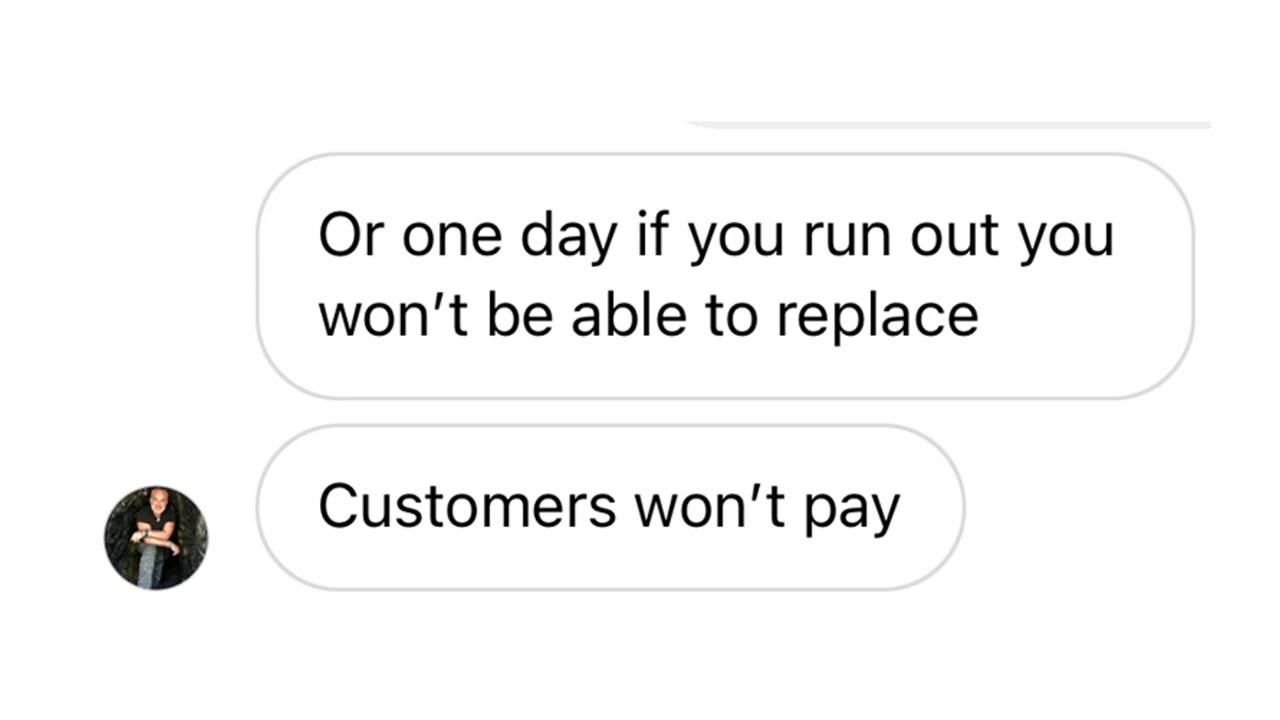 Or one day if you run out you
won’t be able to replace
Customers won’t pay